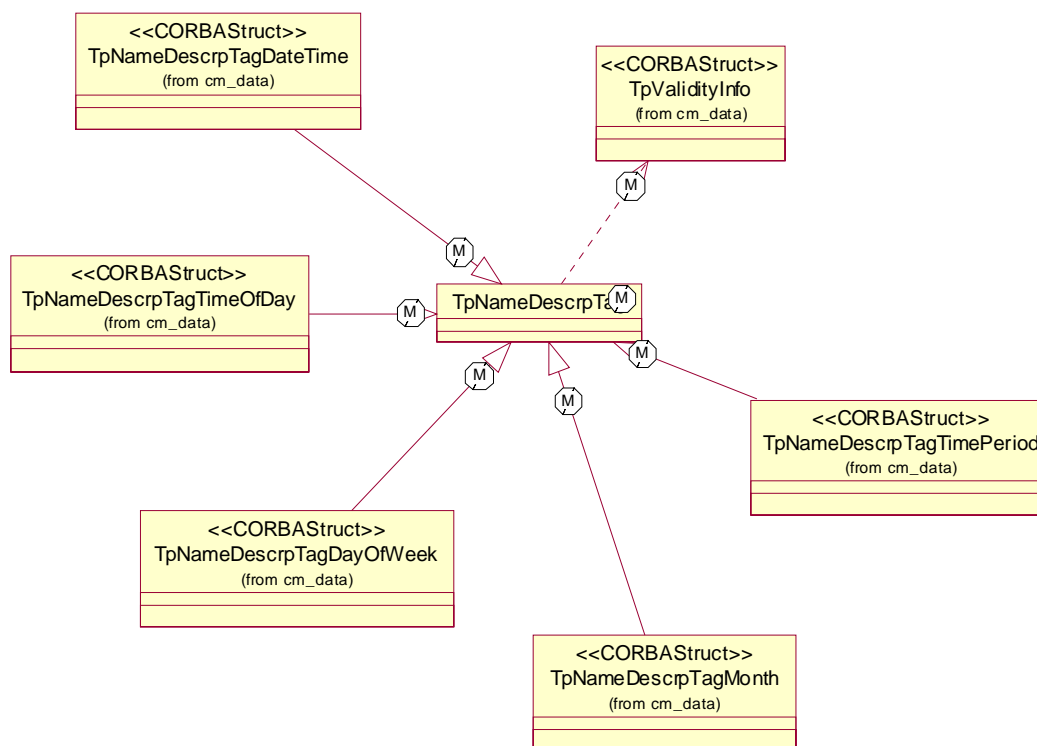 <<CORBAStruct>>
TpNameDescrpTagDateTime
(from cm_data)
<<CORBAStruct>>
TpValidityInfo
(from cm_data)
M
M
<<CORBAStruct>>
TpNameDescrpTagTimeOfDay
(from cm_data)
M
TpNameDescrpTa
M
M
M
M
<<CORBAStruct>>
TpNameDescrpTagTimePeriod
(from cm_data)
<<CORBAStruct>>
TpNameDescrpTagDayOfWeek
(from cm_data)
<<CORBAStruct>>
TpNameDescrpTagMonth
(from cm_data)